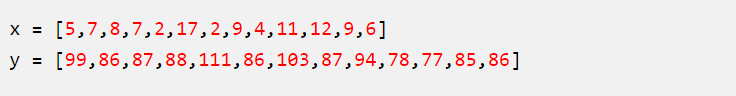 x = [5,7,8,7,2,17,2,9,4,11,12,9,6]
y = [99,86,87,88,111,86,103,87,94,78,77,85,86]